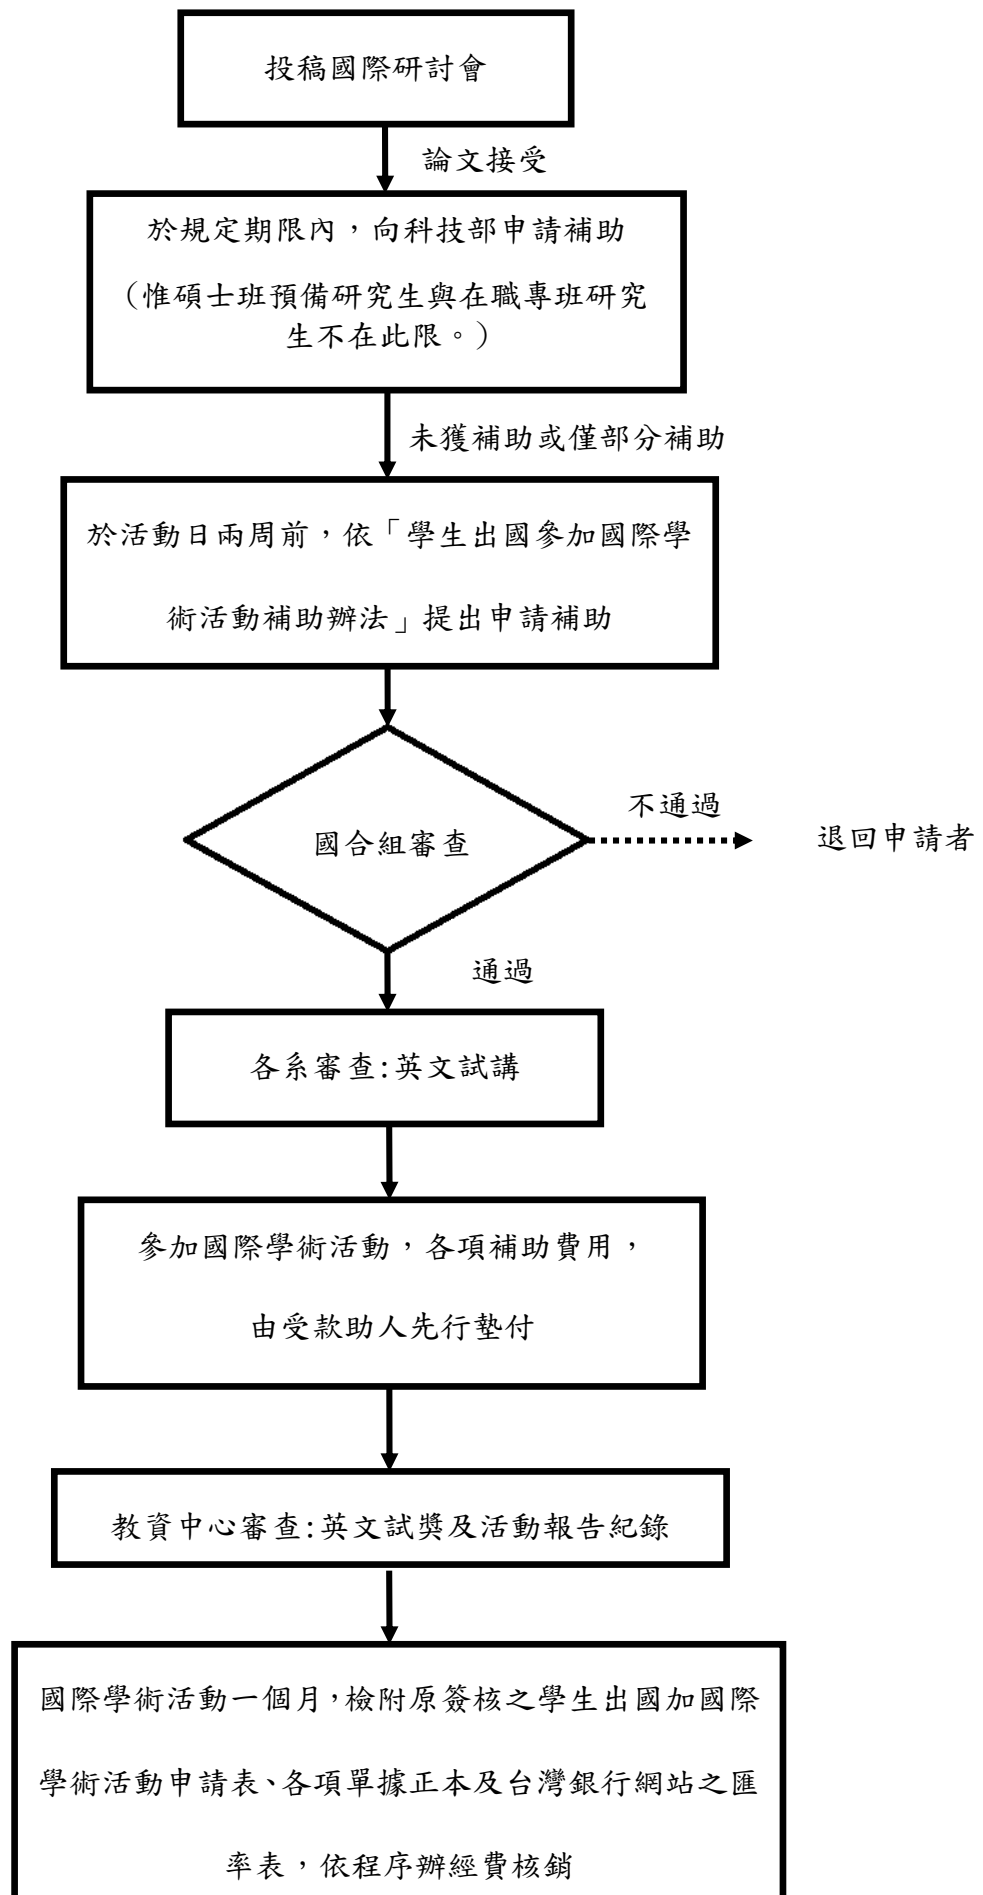 投稿國際研討會
論文接受
於規定期限內，向科技部申請補助
（惟碩士班預備研究生與在職專班研究
生不在此限。）
未獲補助或僅部分補助
於活動日兩周前，依「學生出國參加國際學
術活動補助辦法」提出申請補助
國合組審查
不通過
退回申請者
通過
各系審查:英文試講
參加國際學術活動，各項補助費用，
由受款助人先行墊付
教資中心審查:英文試獎及活動報告紀錄
國際學術活動一個月，檢附原簽核之學生出國加國際
學術活動申請表、各項單據正本及台灣銀行網站之匯
率表，依程序辦經費核銷